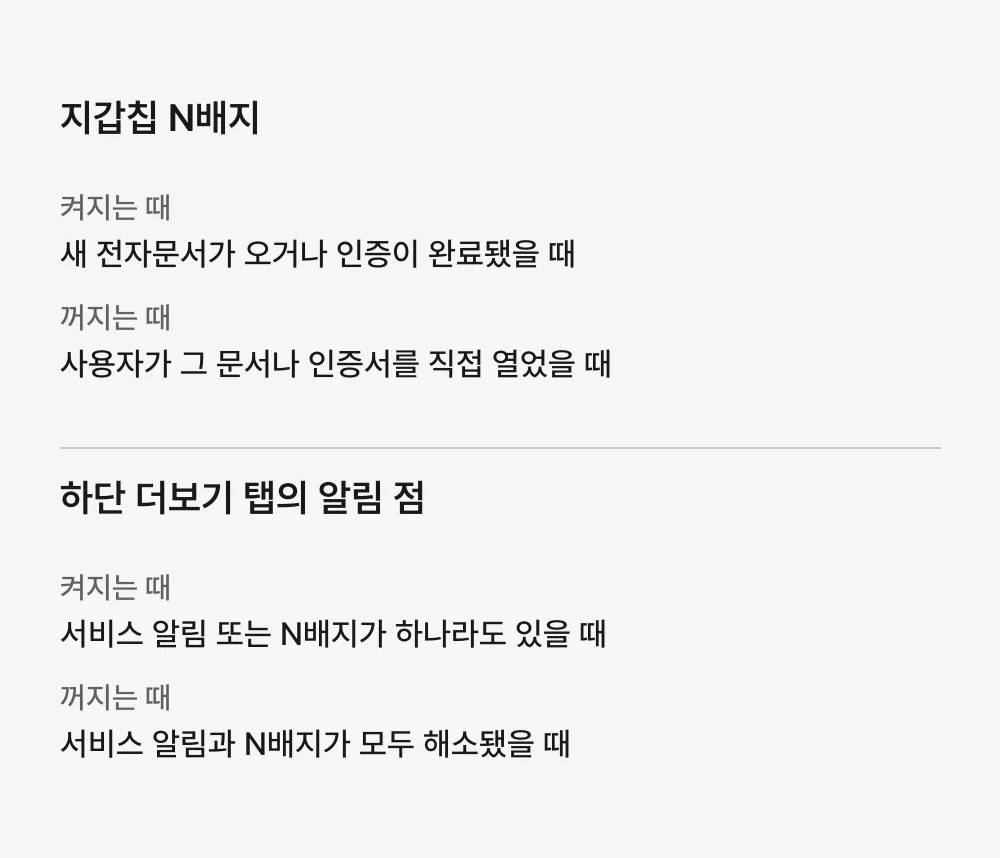 지갑칩 N배지
켜지는 때
새 전자문서가 오거나 인증이 완료됐을 때
꺼지는 때
사용자가 그 문서나 인증서를 직접 열었을 때
하단 더보기 탭의 알림 점
켜지는 때
서비스 알림 또는 N배지가 하나라도 있을 때
꺼지는 때
서비스 알림과 N배지가 모두 해소됐을 때